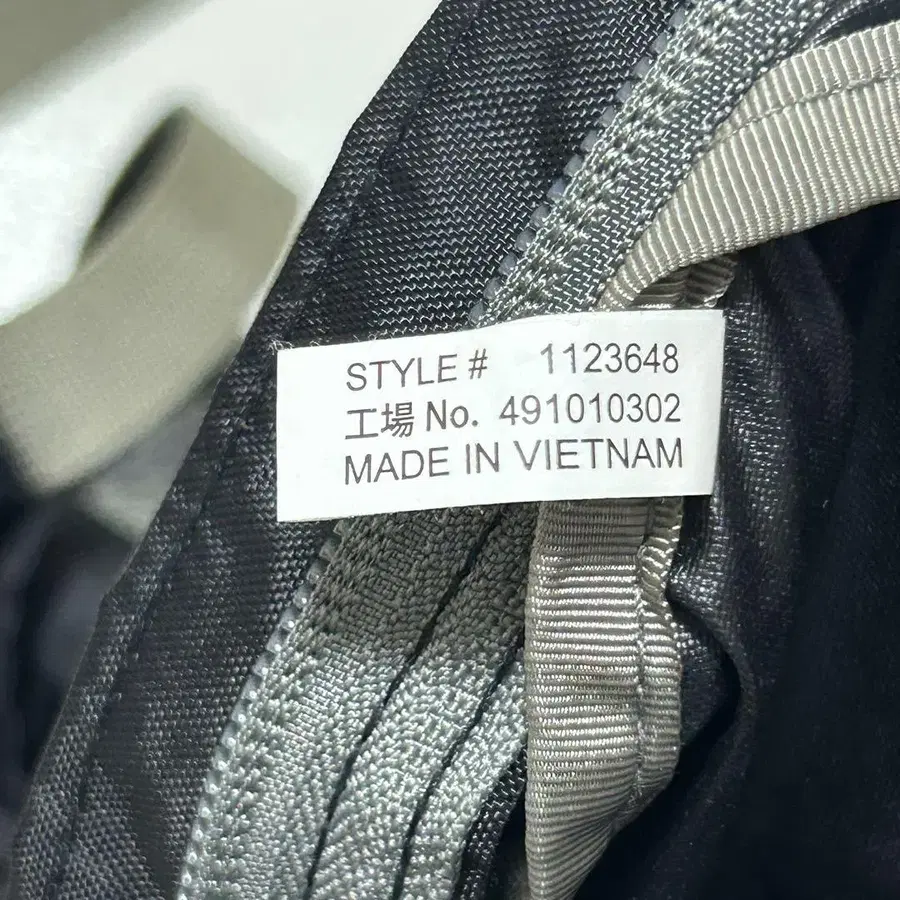 STYLE # 1123648
工場 No. 491010302
MADE IN VIETNAM